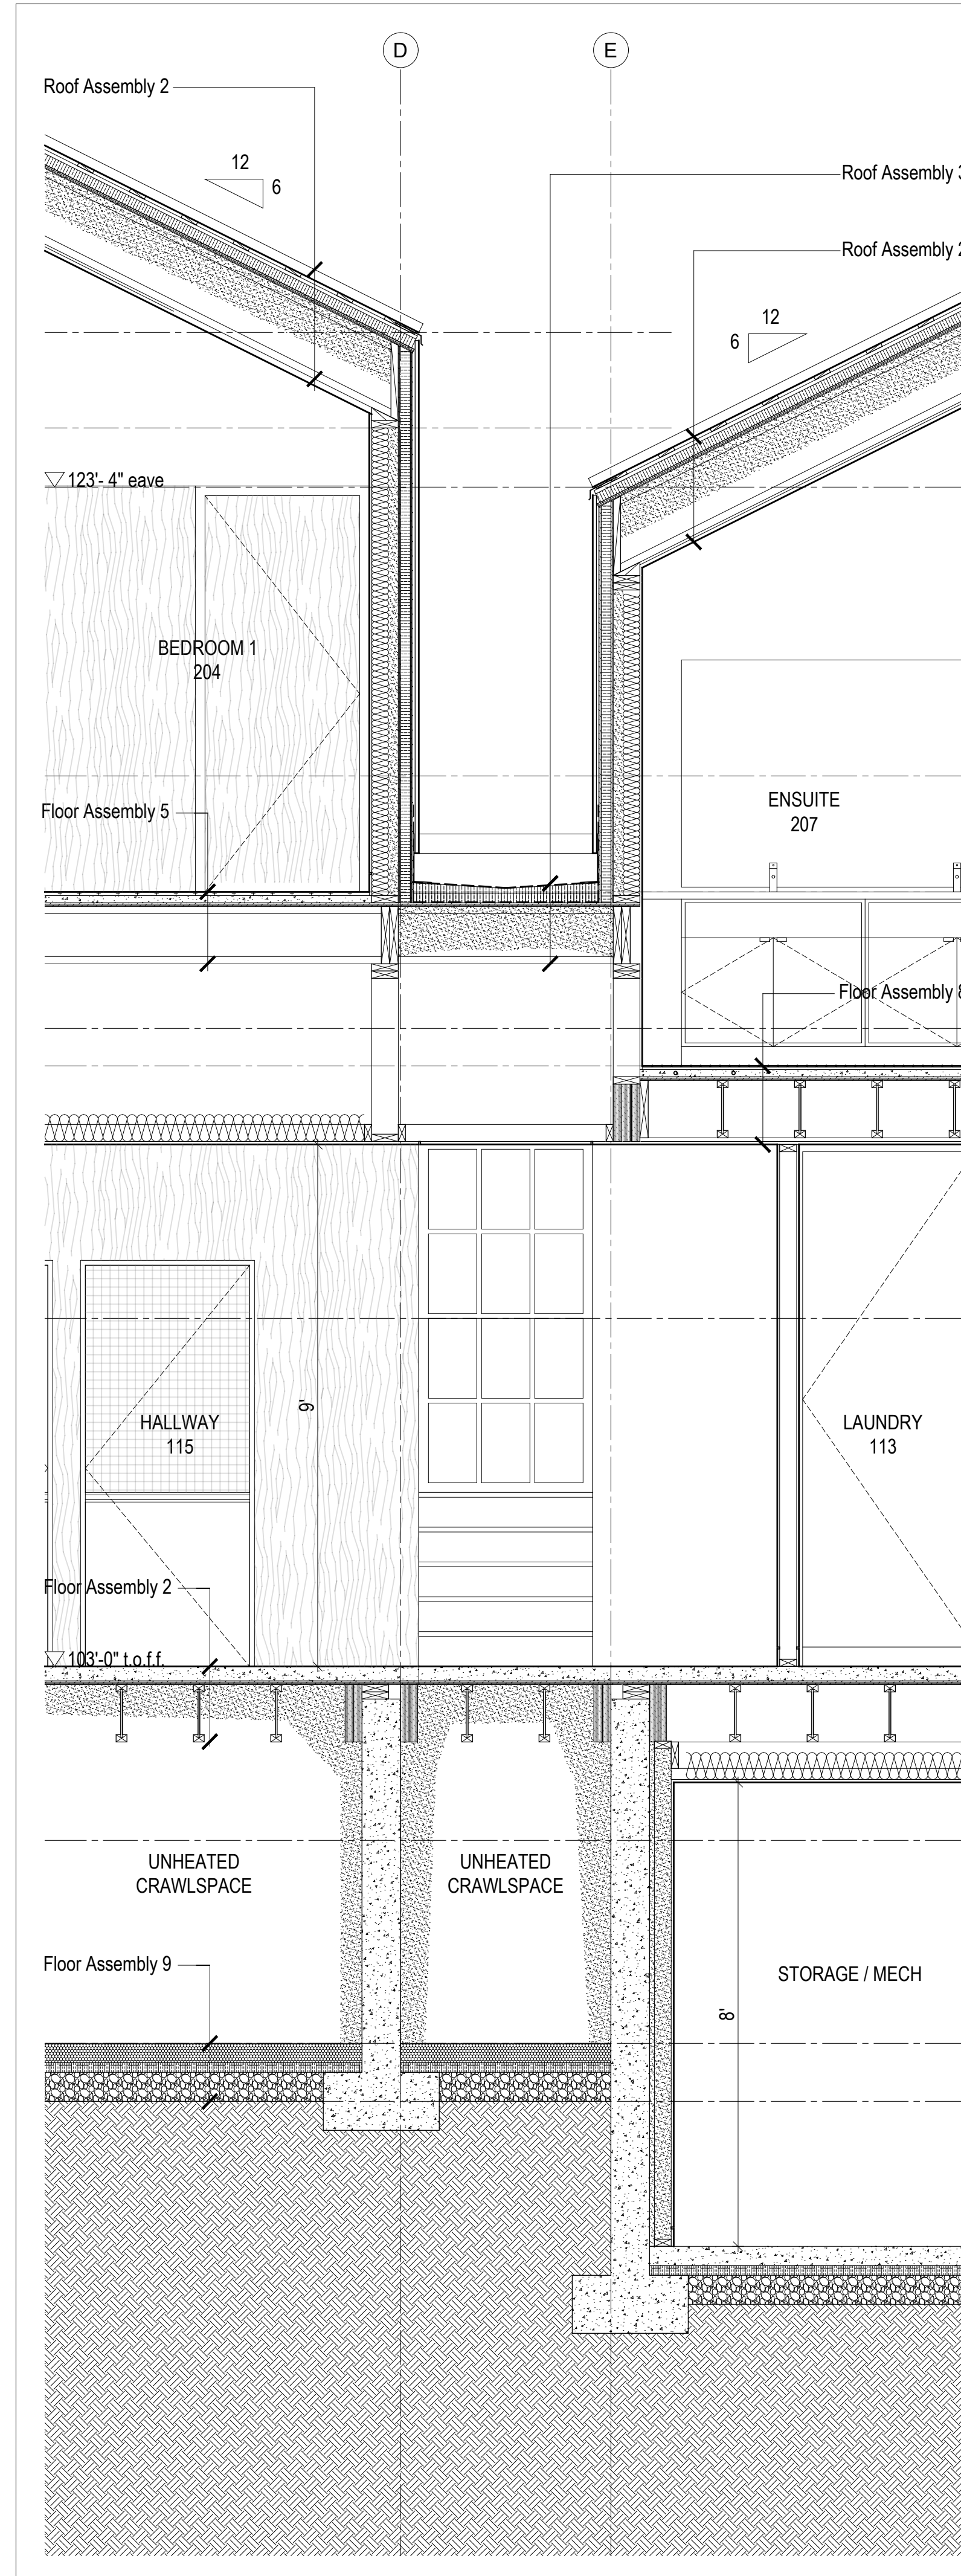 D
E
Roof Assembly 2
12
6
Roof Assembly 3
Roof Assembly 2
12
6
123'- 4" eave
BEDROOM 1
204
Floor Assembly 5
ENSUITE
207
Floor Assembly 8
9'
HALLWAY
115
LAUNDRY
113
Floor Assembly 2
103'-0" t.o.f.f.
UNHEATED
CRAWLSPACE
UNHEATED
CRAWLSPACE
Floor Assembly 9
STORAGE / MECH
8'